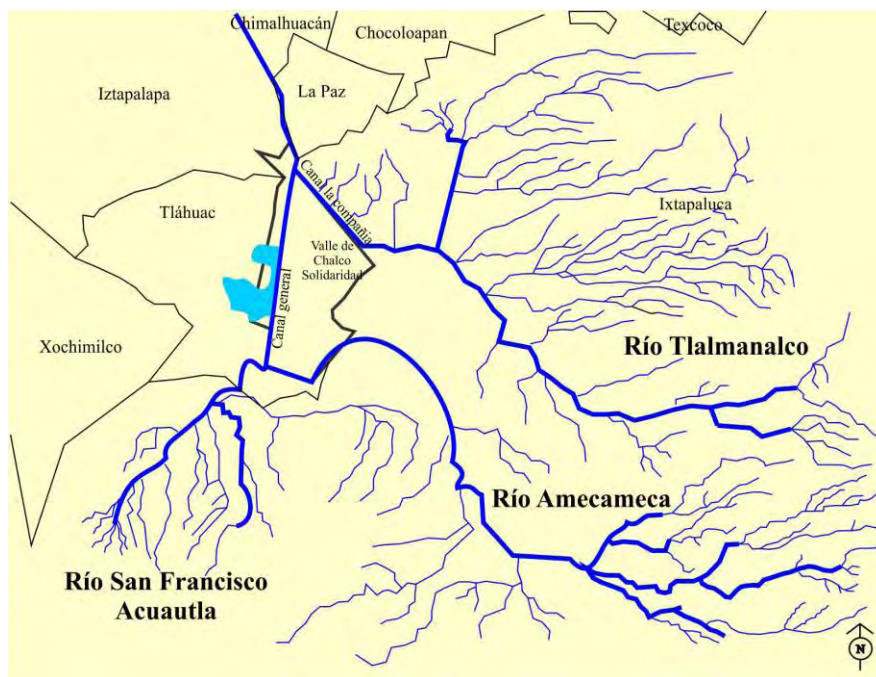 Chimalhuacán
Chocoloapan
Texcoco
Iztapalapa
La Paz
Canal la conpañia
Tláhuac
Ixtapaluca
Valle de
Chalco
Solidaridad
Canal general
Xochimilco
Río Tlalmanalco
Río Amecameca
Río San Francisco
Acuautla
N